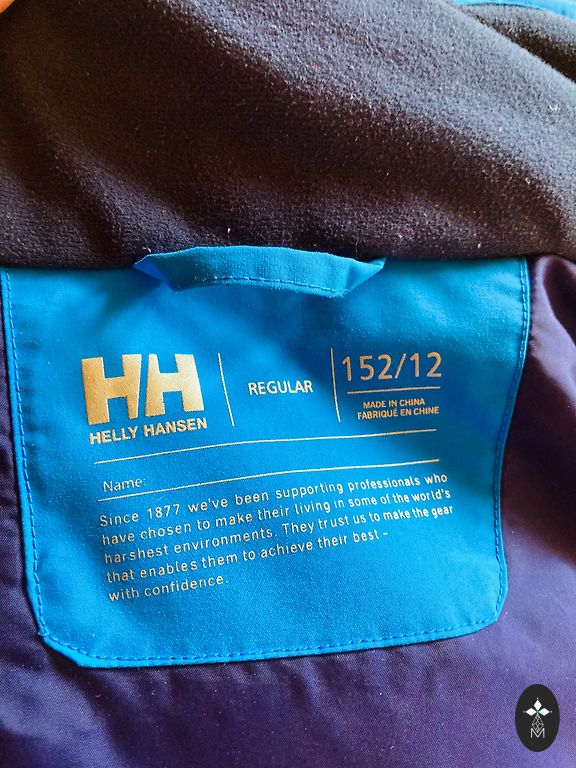 HH
HELLY HANSEN
REGULAR
152/12
MADE IN CHINA
FABRIQUÉ EN CHINE
Name:
Since 1877 we've been supporting professionals who
have chosen to make their living in some of the world's
harshest environments. They trust us to make the gear
that enables them to achieve their best -
with confidence.
M